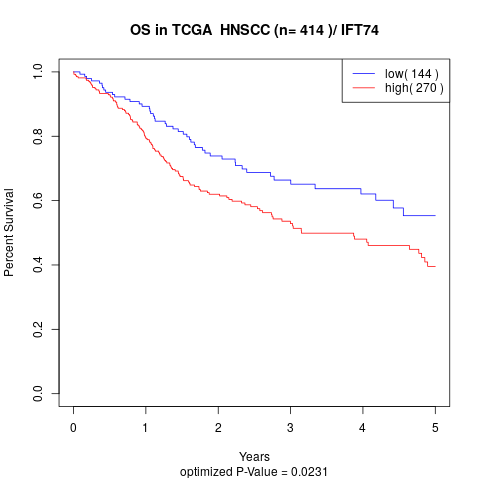 OS in TCGA HNSCC (n= 414 )/ IFT74
low( 144 )
high( 270 )
Percent Survival
1.0
0.8
0.6
0.4
0.2
0.0
0 1 2 3 4 5
Years
optimized P-Value = 0.0231